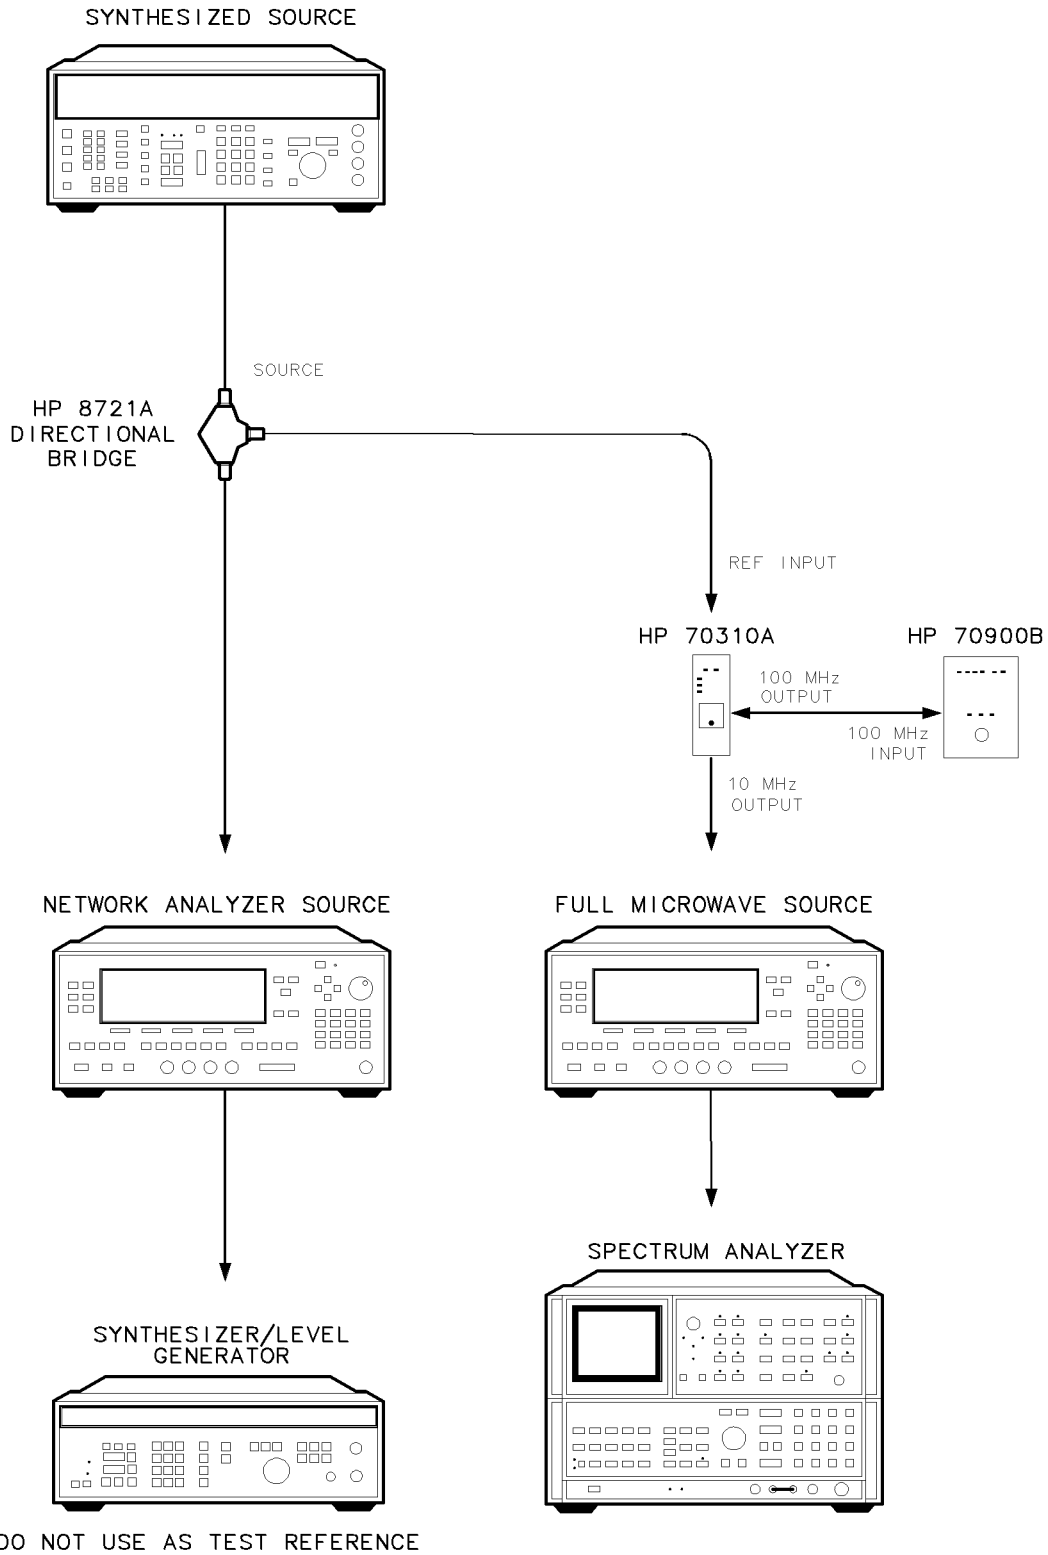 SYNTHESIZED SOURCE
SOURCE
HP 8721A
DIRECTIONAL
BRIDGE
REF INPUT
HP 70310A
HP 70900B
100 MHz
OUTPUT
100 MHz
INPUT
10 MHz
OUTPUT
NETWORK ANALYZER SOURCE
FULL MICROWAVE SOURCE
SPECTRUM ANALYZER
SYNTHESIZER/LEVEL
GENERATOR
DO NOT USE AS TEST REFERENCE